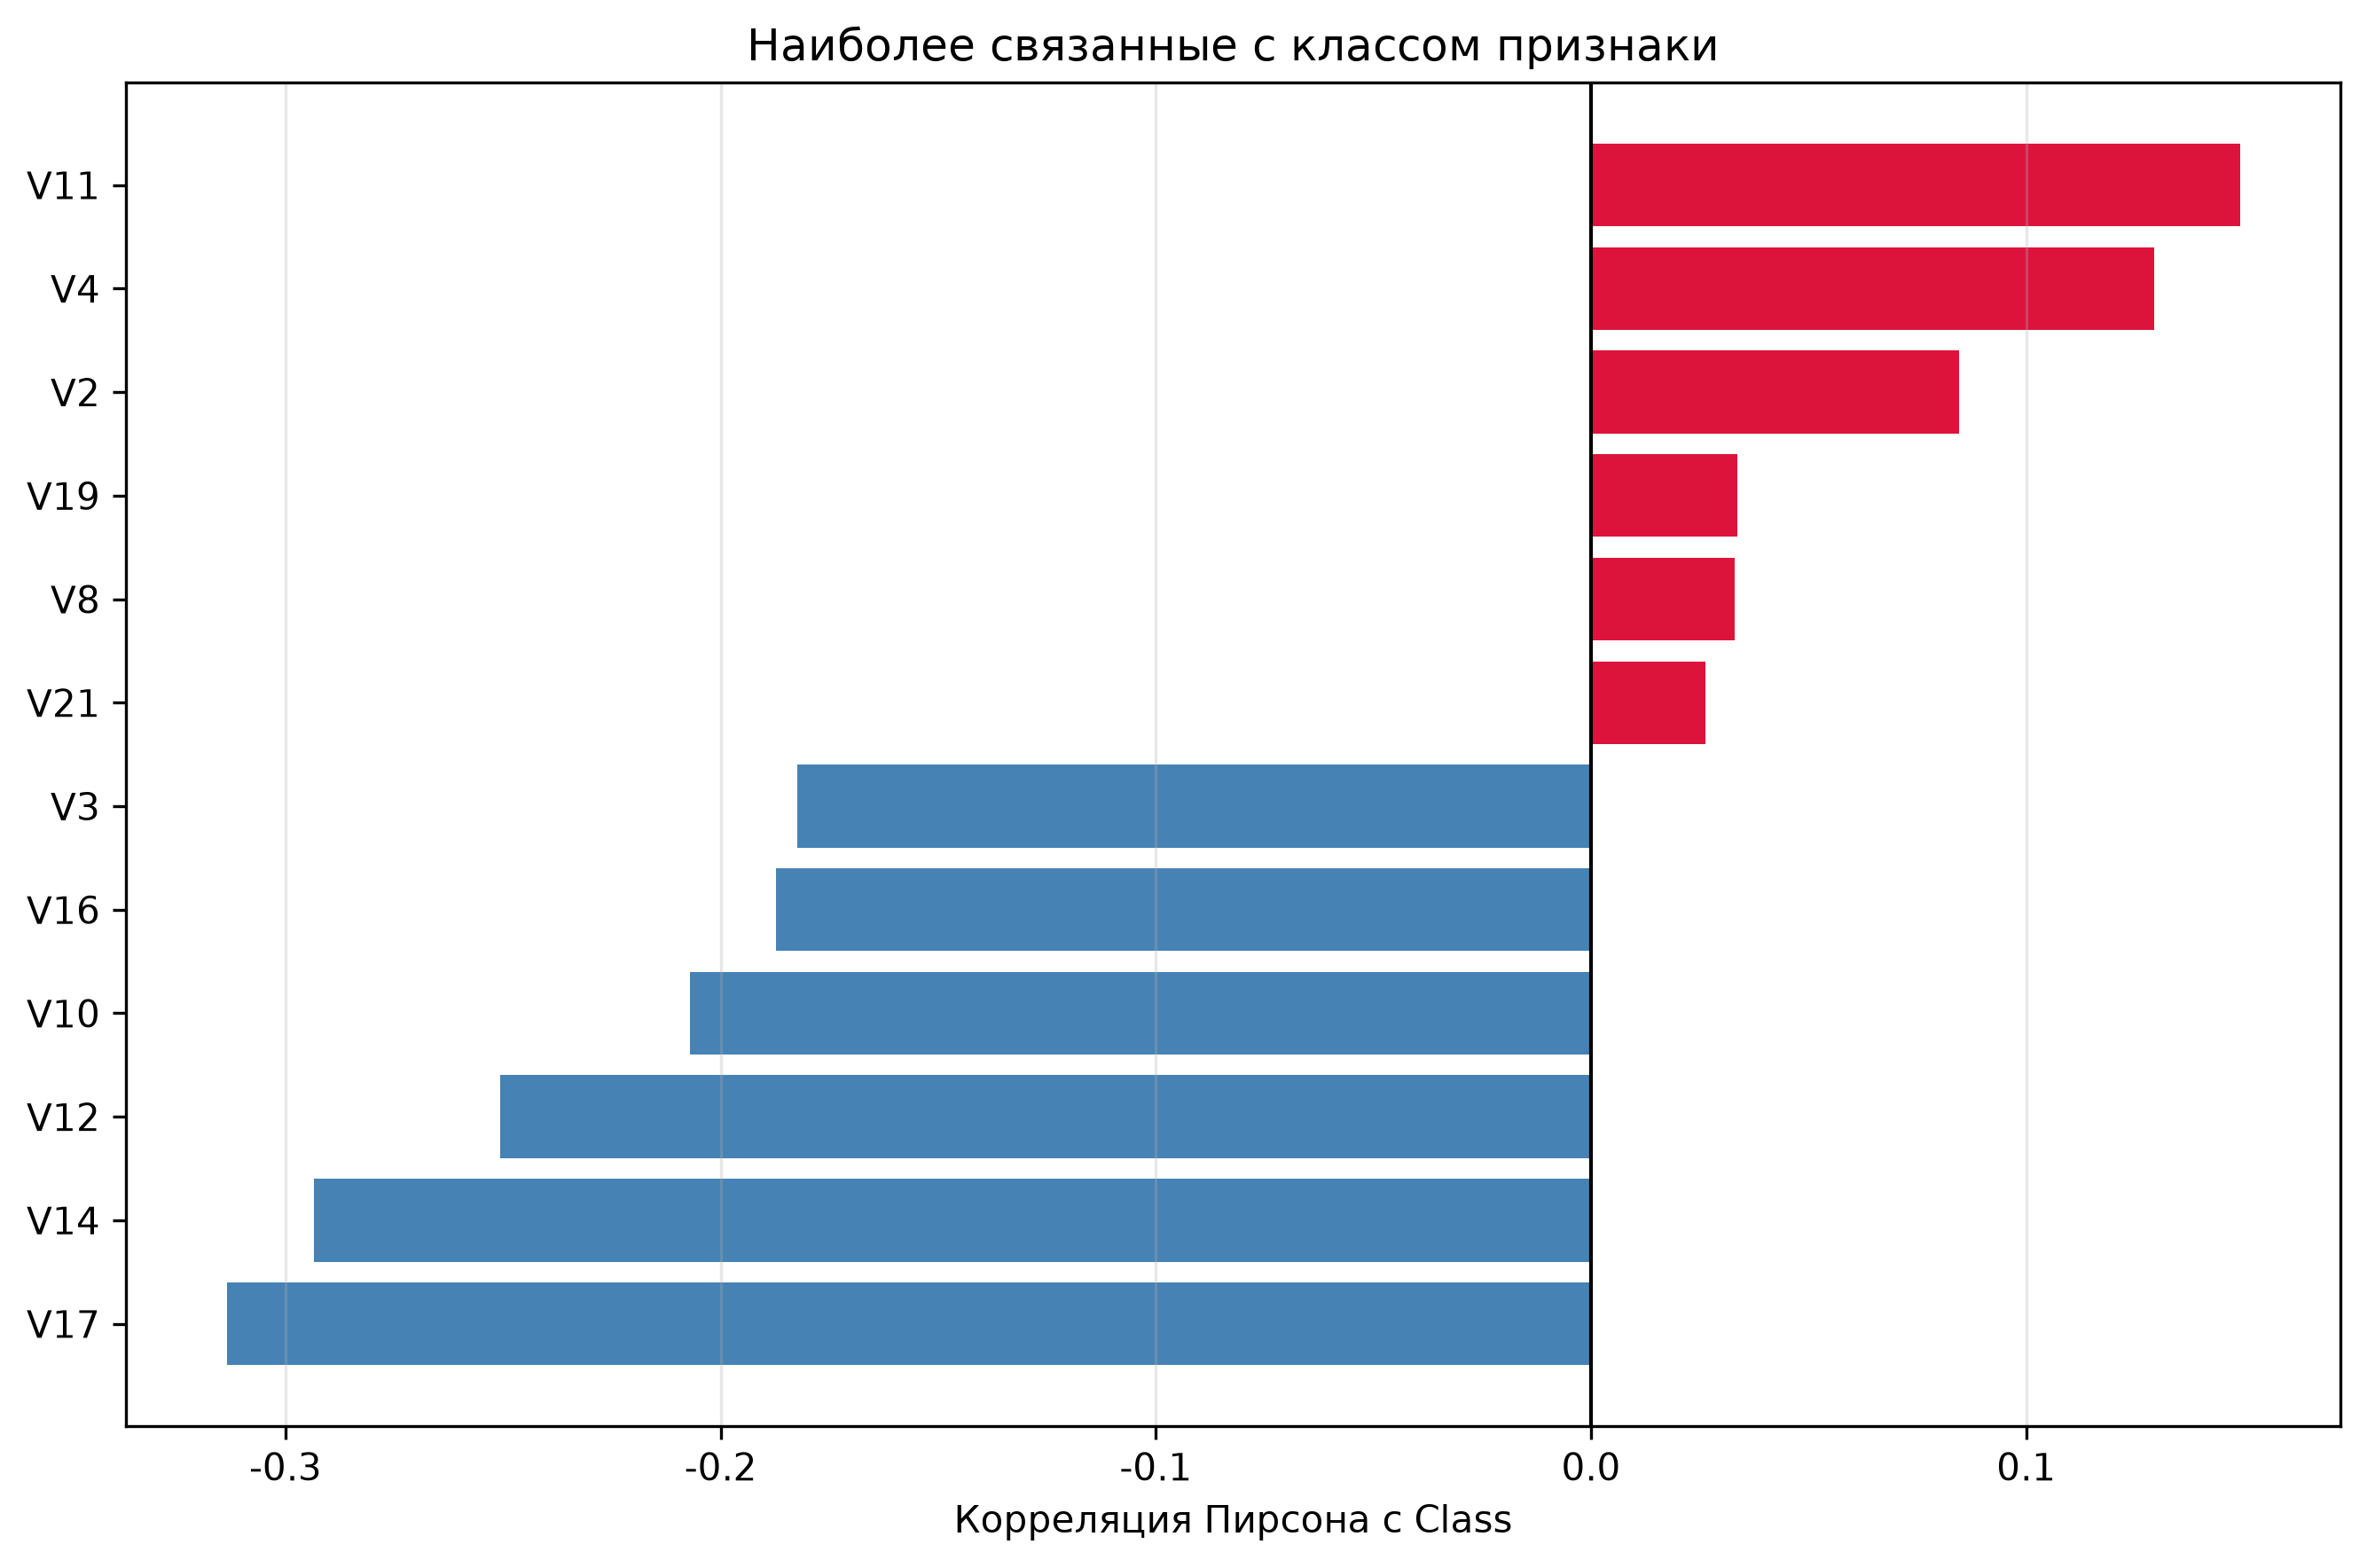 Наиболее связанные с классом признаки
V11
V4
V2
V19
V8
V21
V3
V16
V10
V12
V14
V17
-0.3 -0.2 -0.1 0.0 0.1
Корреляция Пирсона с Class